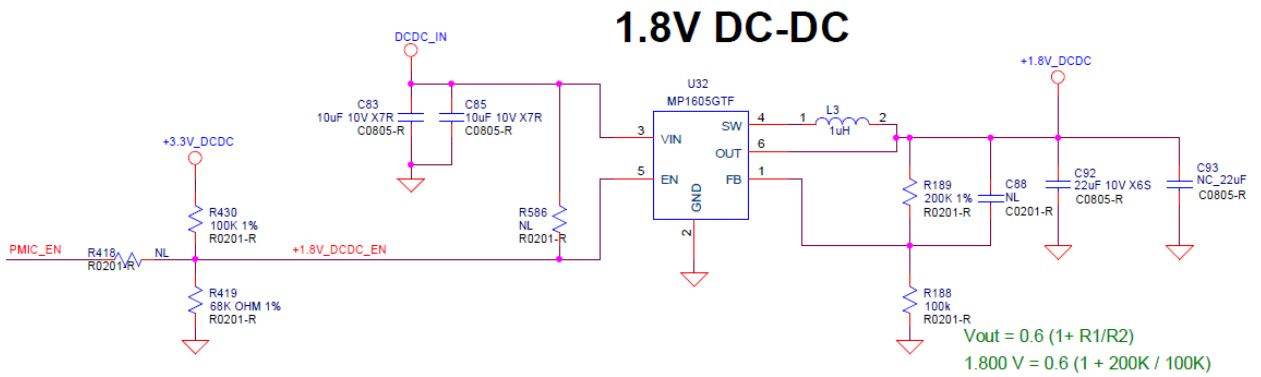 1.8V DC-DC
DCDC_IN
C83
10uF 10V X7R
C0805-R
C85
10uF 10V X7R
C0805-R
U32
MP1605GTF
3
VIN
5
EN
GND
2
SW
4
OUT
6
FB
1
1
L3
2
1uH
+1.8V_DCDC
R189
200K 1%
R0201-R
C88
NL
C0201-R
C92
22uF 10V X6S
C0805-R
C93
NC_22uF
C0805-R
+3.3V_DCDC
R430
100K 1%
R0201-R
R586
NL
R0201-R
PMIC_EN
R418
NL
R0201-R
+1.8V_DCDC_EN
R419
68K OHM 1%
R0201-R
R188
100k
R0201-R
Vout = 0.6 (1+ R1/R2)
1.800 V = 0.6 (1 + 200K / 100K)